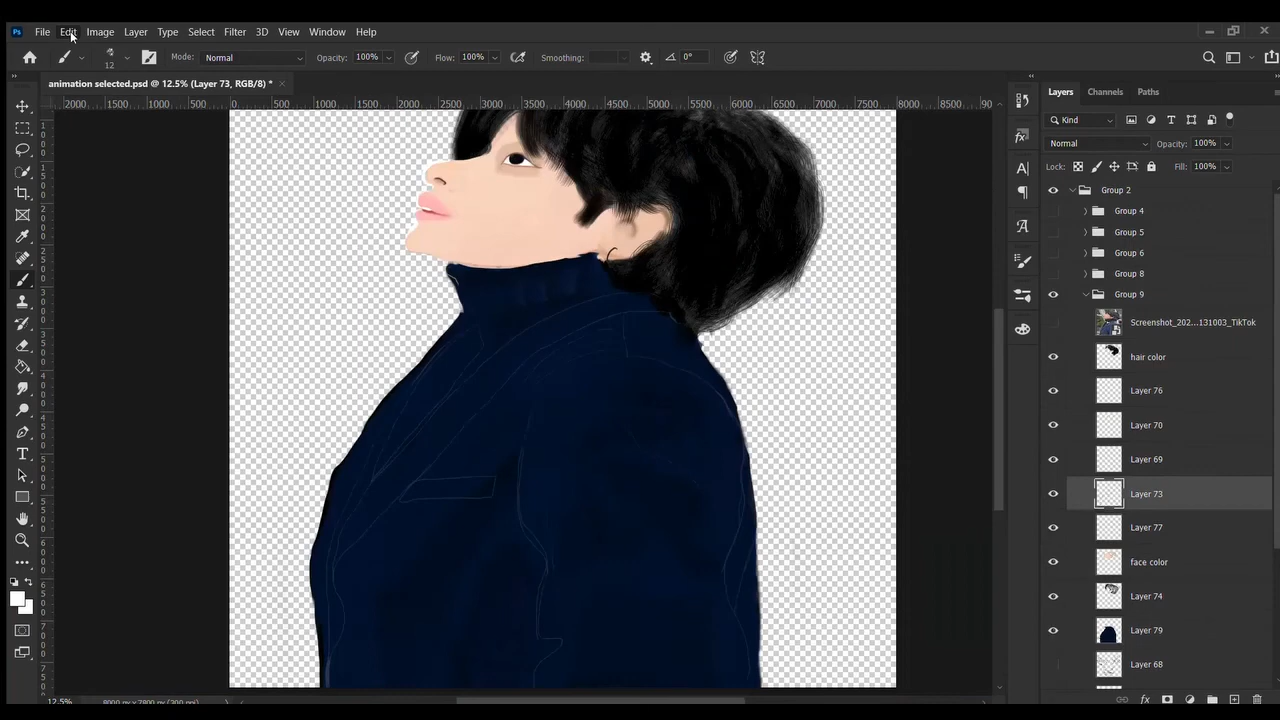 Ps File Edit Image Layer Type Select Filter 3D View Window Help
12 Mode: Normal Opacity: 100% Flow: 100% Smoothing: 0°
animation selected.psd @ 12.5% (Layer 73, RGB/8) *
2000 1500 1000 500 0 500 1000 1500 2000 2500 3000 3500 4000 4500 5000 5500 6000 6500 7000 7500 8000 8500 90
Layers Channels Paths
Kind
Normal Opacity: 100%
Lock: Fill: 100%
Group 2
Group 4
Group 5
Group 6
Group 8
Group 9
Screenshot_202...131003_TikTok
hair color
Layer 76
Layer 70
Layer 69
Layer 73
Layer 77
face color
Layer 74
Layer 79
Layer 68
12.5%